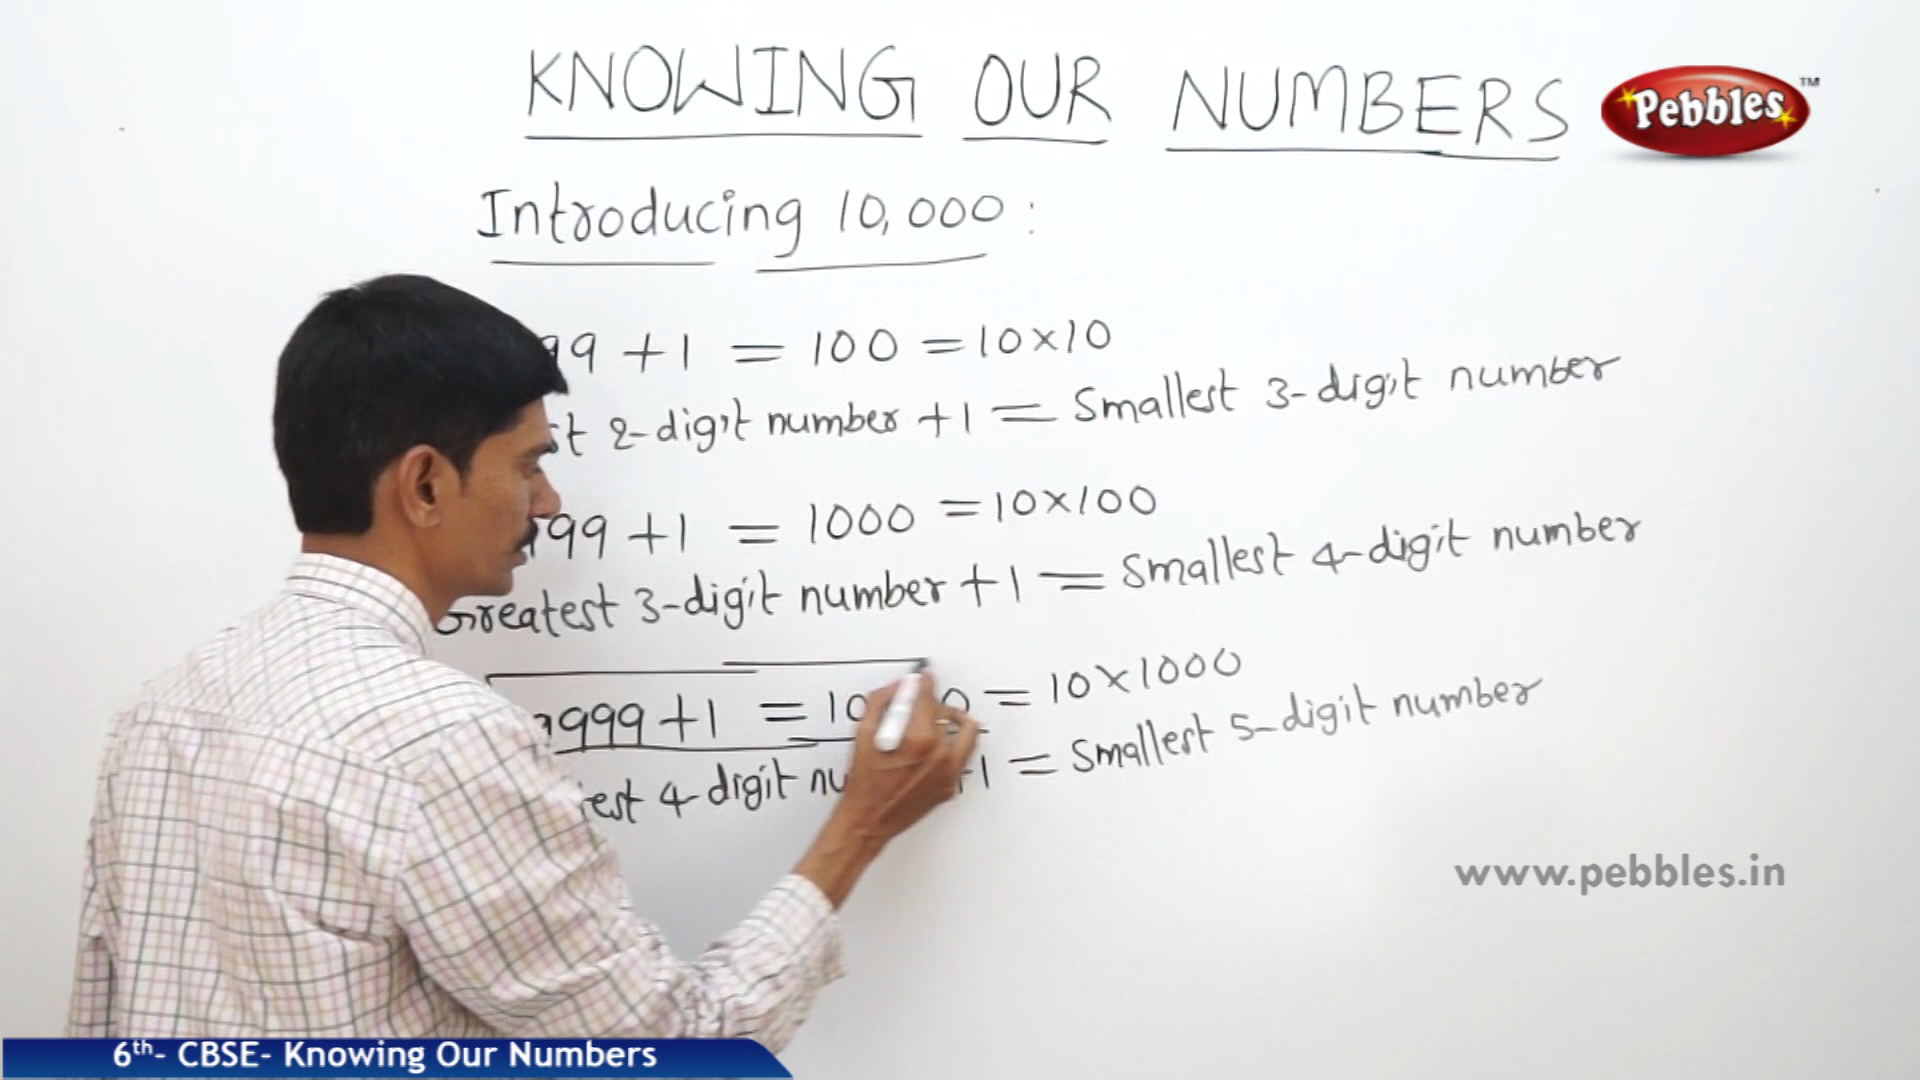 KNOWING OUR NUMBERS
Pebbles TM
Introducing 10,000:
99 +1 = 100 = 10×10
2-digit number +1 = Smallest 3-digit number
999 +1 = 1000 = 10×100
Greatest 3-digit number +1 = Smallest 4-digit number
999 +1 = = 10×1000
4-digit +1 = Smallest 5-digit number
www.pebbles.in
6th- CBSE- Knowing Our Numbers